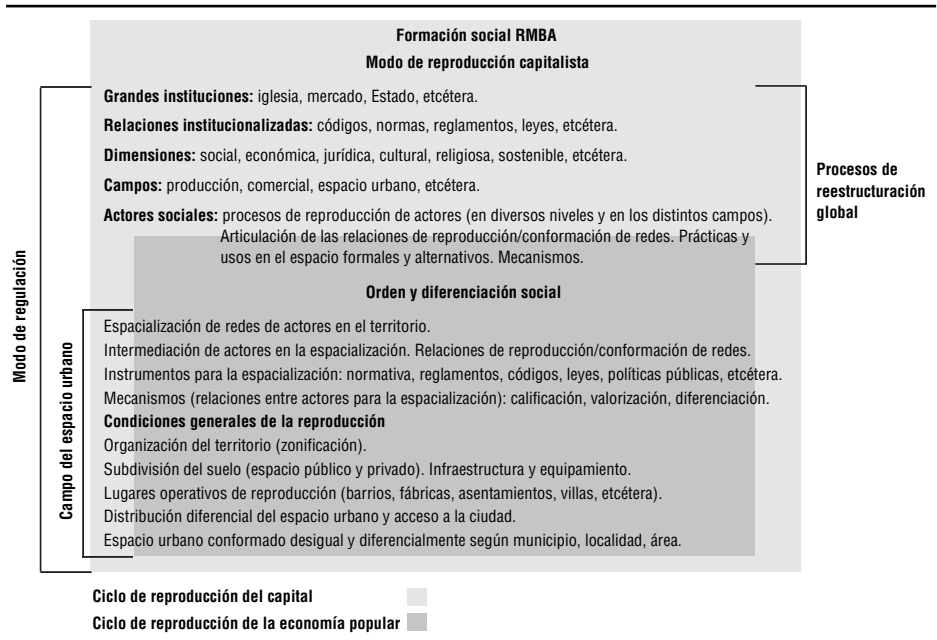 Formación social RMBA
Modo de reproducción capitalista
Grandes instituciones: iglesia, mercado, Estado, etcétera.
Relaciones institucionalizadas: códigos, normas, reglamentos, leyes, etcétera.
Dimensiones: social, económica, jurídica, cultural, religiosa, sostenible, etcétera.
Campos: producción, comercial, espacio urbano, etcétera.
Actores sociales: procesos de reproducción de actores (en diversos niveles y en los distintos campos).
Articulación de las relaciones de reproducción/conformación de redes. Prácticas y
usos en el espacio formales y alternativos. Mecanismos.
Procesos de
reestructuración
global
Modo de regulación
Orden y diferenciación social
Campo del espacio urbano
Espacialización de redes de actores en el territorio.
Intermediación de actores en la espacialización. Relaciones de reproducción/conformación de redes.
Instrumentos para la espacialización: normativa, reglamentos, códigos, leyes, políticas públicas, etcétera.
Mecanismos (relaciones entre actores para la espacialización): calificación, valorización, diferenciación.
Condiciones generales de la reproducción
Organización del territorio (zonificación).
Subdivisión del suelo (espacio público y privado). Infraestructura y equipamiento.
Lugares operativos de reproducción (barrios, fábricas, asentamientos, villas, etcétera).
Distribución diferencial del espacio urbano y acceso a la ciudad.
Espacio urbano conformado desigual y diferencialmente según municipio, localidad, área.
Ciclo de reproducción del capital
Ciclo de reproducción de la economía popular